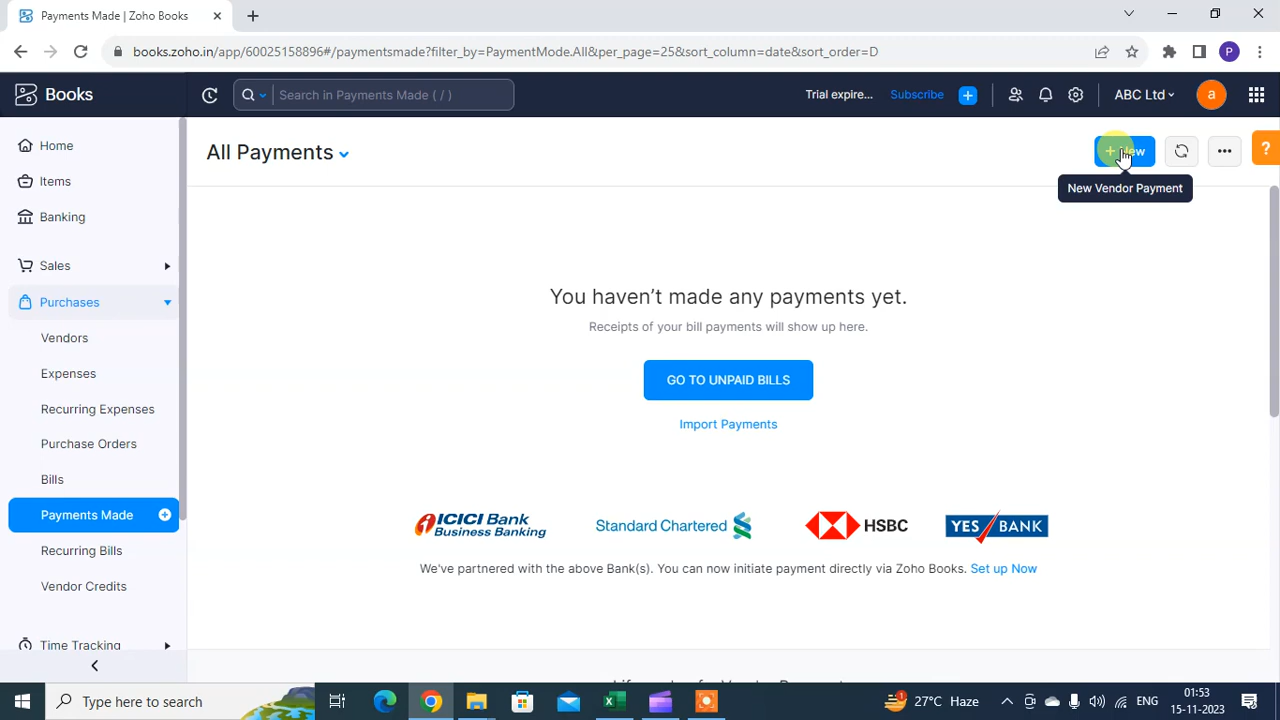 Payments Made | Zoho Books
books.zoho.in/app/60025158896#/paymentsmade?filter_by=PaymentMode.All&per_page=25&sort_column=date&sort_order=D
Books
Search in Payments Made ( / )
Trial expire...
Subscribe
ABC Ltd
a
P
Home
Items
Banking
Sales
Purchases
Vendors
Expenses
Recurring Expenses
Purchase Orders
Bills
Payments Made
Recurring Bills
Vendor Credits
Time Tracking
All Payments
+ New
?
New Vendor Payment
You haven't made any payments yet.
Receipts of your bill payments will show up here.
GO TO UNPAID BILLS
Import Payments
ICICI Bank
Business Banking
Standard Chartered
HSBC
YES BANK
We've partnered with the above Bank(s). You can now initiate payment directly via Zoho Books. Set up Now
Type here to search
1
27°C Haze
ENG
01:53
15-11-2023